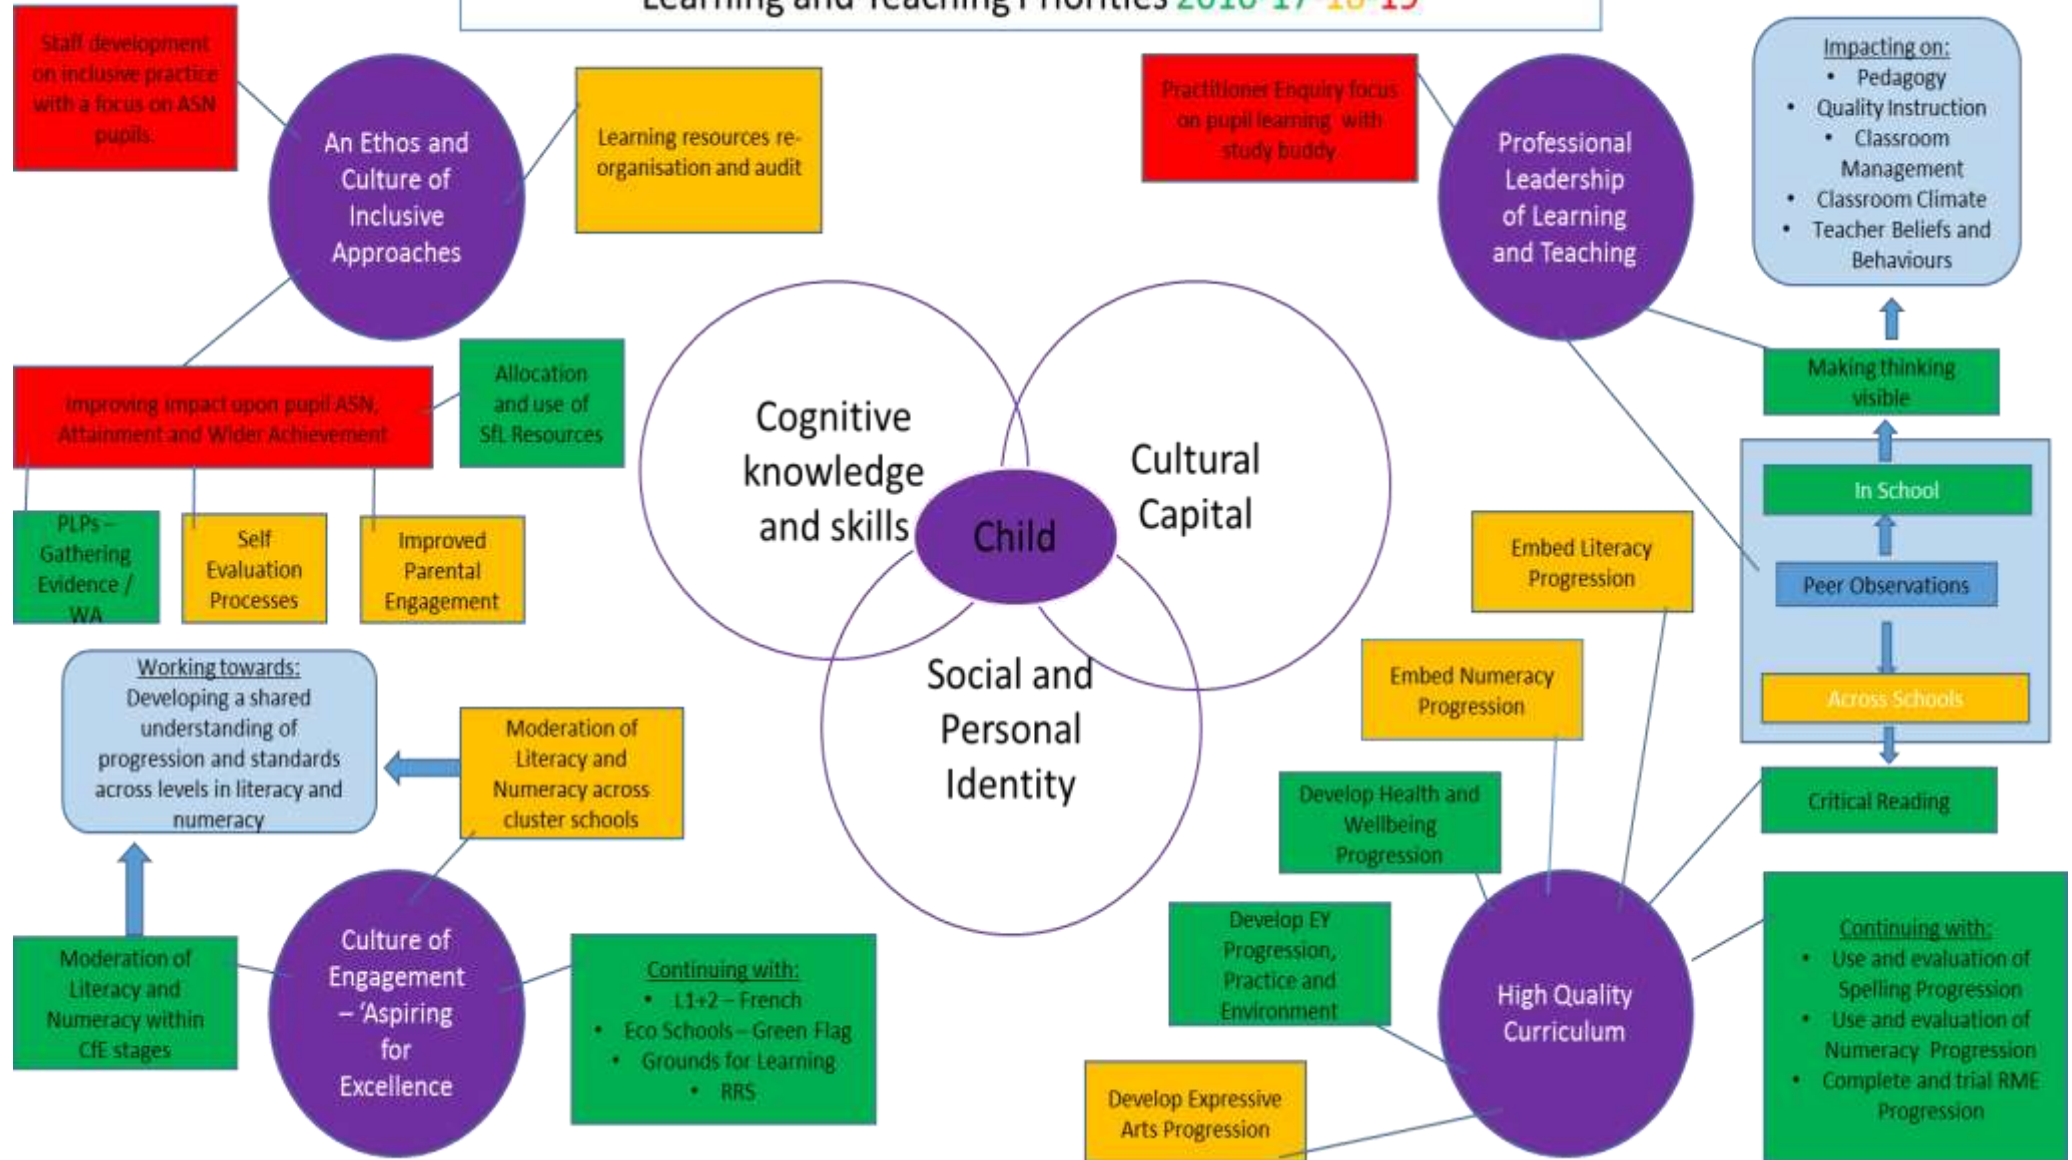 Learning and Teaching Priorities 2016-17-18-19
Staff development
on inclusive practice
with a focus on ASN
pupils.
An Ethos and
Culture of
Inclusive
Approaches
Learning resources re-
organisation and audit
Practitioner Enquiry focus
on pupil learning with
study buddy
Professional
Leadership
of Learning
and Teaching
Impacting on:
• Pedagogy
• Quality Instruction
• Classroom
Management
• Classroom Climate
• Teacher Beliefs and
Behaviours
Improving impact upon pupil ASN,
Attainment and Wider Achievement
Allocation
and use of
SfL Resources
PLPs –
Gathering
Evidence /
WA
Self
Evaluation
Processes
Improved
Parental
Engagement
Cognitive
knowledge
and skills
Cultural
Capital
Child
Social and
Personal
Identity
Making thinking
visible
In School
Peer Observations
Across Schools
Critical Reading
Embed Literacy
Progression
Embed Numeracy
Progression
Develop Health and
Wellbeing
Progression
Develop EY
Progression,
Practice and
Environment
Develop Expressive
Arts Progression
High Quality
Curriculum
Continuing with:
• Use and evaluation of
Spelling Progression
• Use and evaluation of
Numeracy Progression
• Complete and trial RME
Progression
Working towards:
Developing a shared
understanding of
progression and standards
across levels in literacy and
numeracy
Moderation of
Literacy and
Numeracy across
cluster schools
Moderation of
Literacy and
Numeracy within
CfE stages
Culture of
Engagement
– ‘Aspiring
for
Excellence
Continuing with:
• L1+2 – French
• Eco Schools – Green Flag
• Grounds for Learning
• RRS